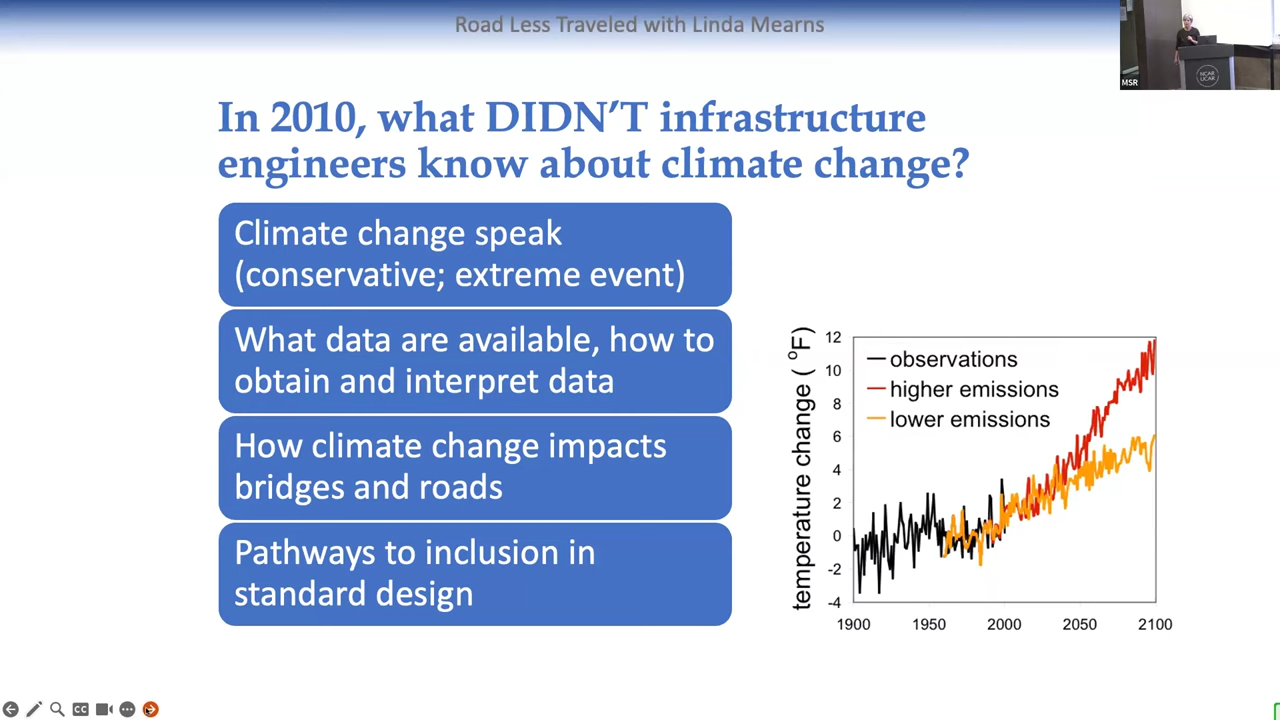 Road Less Traveled with Linda Mearns
MSR
NCAR
UCAR
In 2010, what DIDN'T infrastructure
engineers know about climate change?
Climate change speak
(conservative; extreme event)
What data are available, how to
obtain and interpret data
How climate change impacts
bridges and roads
Pathways to inclusion in
standard design
temperature change ( °F)
12
10
8
6
4
2
0
-2
-4
observations
higher emissions
lower emissions
1900 1950 2000 2050 2100
CC